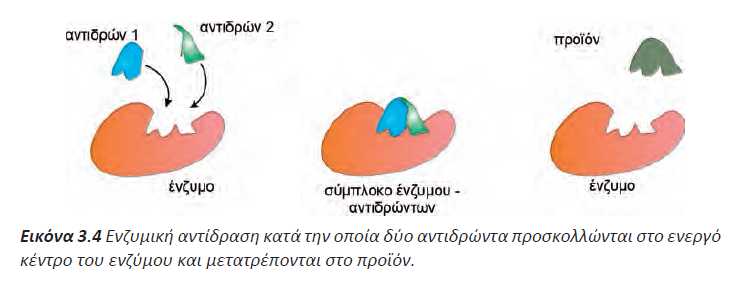 αντιδρών 1
αντιδρών 2
προϊόν
ένζυμο
σύμπλοκο ένζυμου -
αντιδρώντων
ένζυμο
Εικόνα 3.4 Ενζυμική αντίδραση κατά την οποία δύο αντιδρώντα προσκολλώνται στο ενεργό
κέντρο του ενζύμου και μετατρέπονται στο προϊόν.